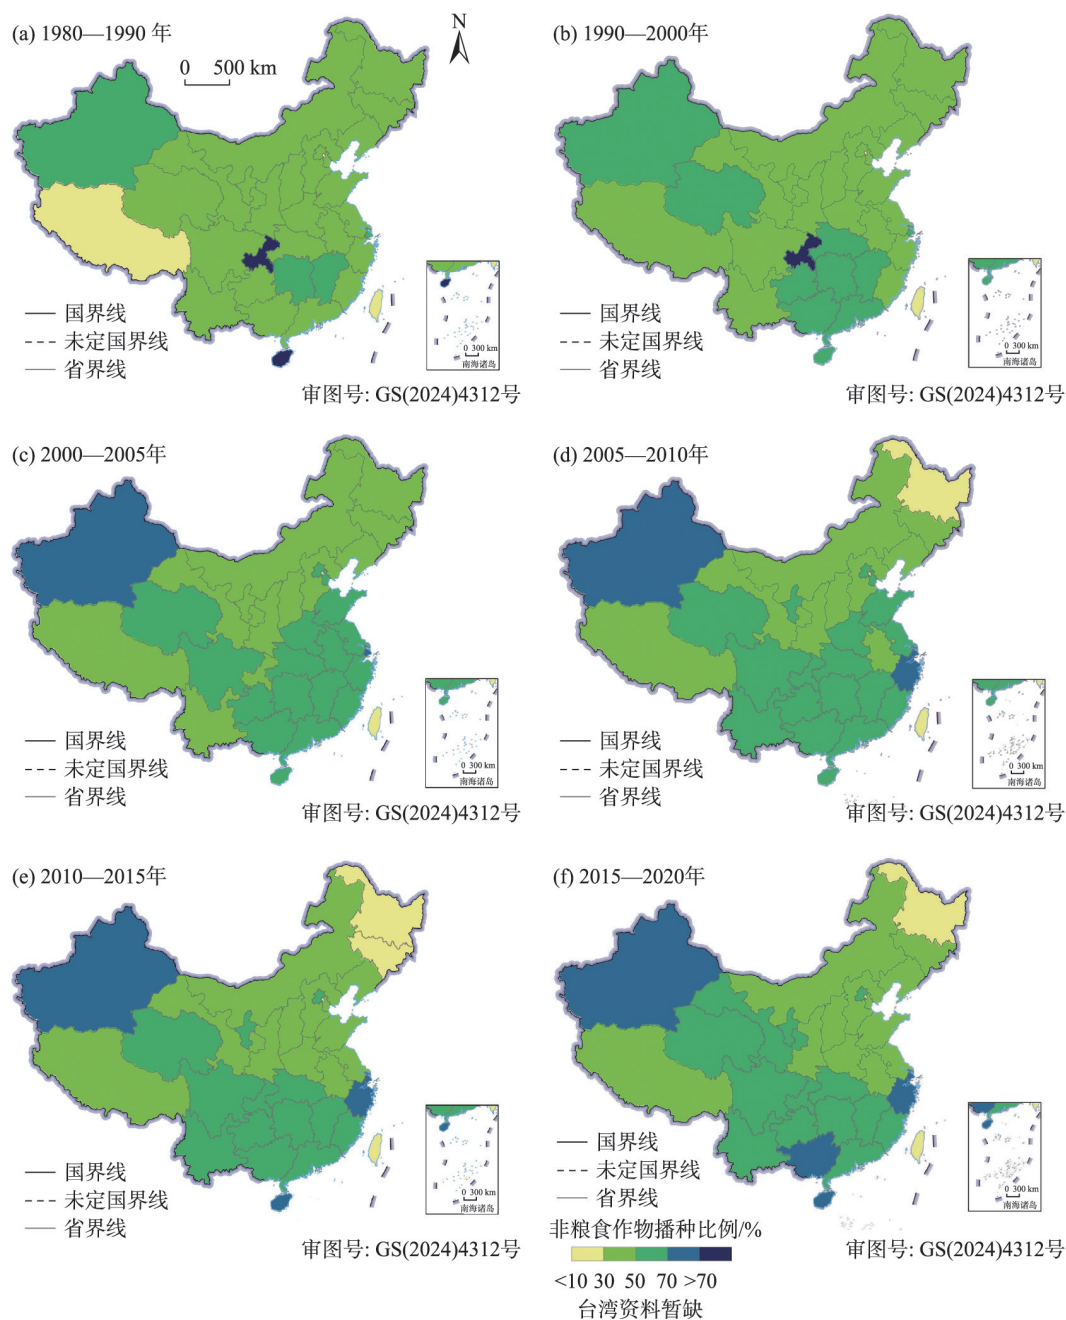 (a) 1980—1990 年
N
0 500 km
国界线
未定国界线
省界线
0 300 km
南海诸岛
审图号: GS(2024)4312号
(b) 1990—2000年
国界线
未定国界线
省界线
0 300 km
南海诸岛
审图号: GS(2024)4312号
(c) 2000—2005年
国界线
未定国界线
省界线
0 300 km
南海诸岛
审图号: GS(2024)4312号
(d) 2005—2010年
国界线
未定国界线
省界线
0 300 km
南海诸岛
审图号: GS(2024)4312号
(e) 2010—2015年
国界线
未定国界线
省界线
0 300 km
南海诸岛
审图号: GS(2024)4312号
(f) 2015—2020年
国界线
未定国界线
省界线
0 300 km
南海诸岛
审图号: GS(2024)4312号
非粮食作物播种比例/%
<10 30 50 70 >70
台湾资料暂缺